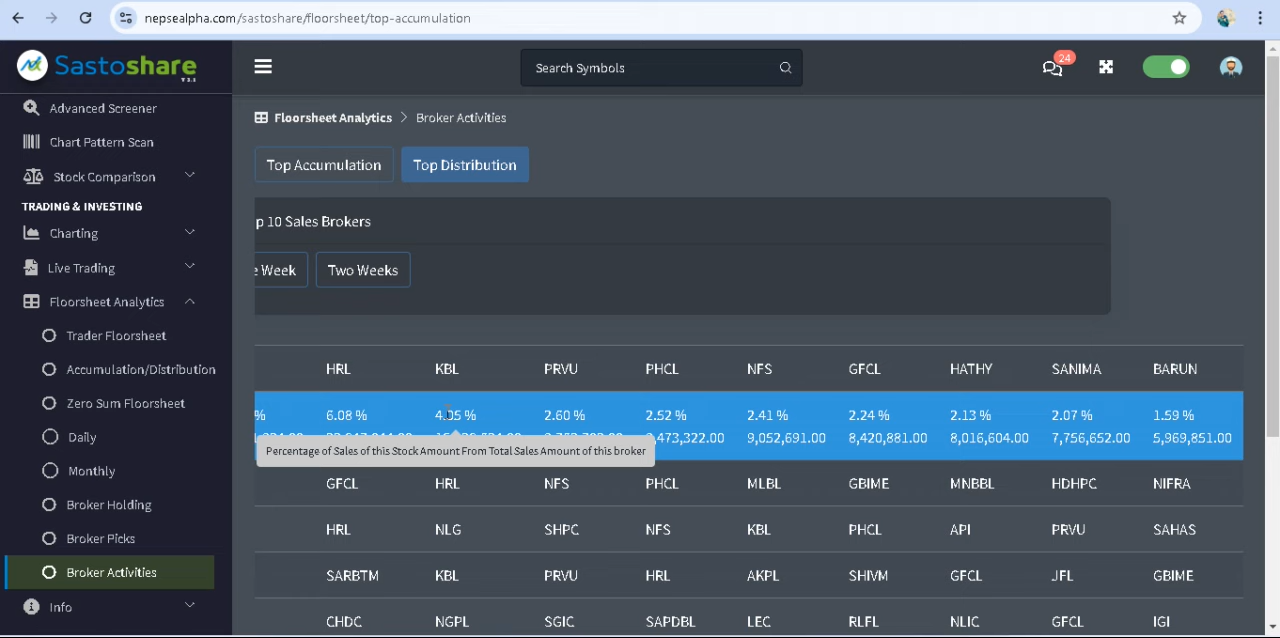 nepsealpha.com/sastoshare/floorsheet/top-accumulation
Sastoshare
Search Symbols
24
Advanced Screener
Chart Pattern Scan
Stock Comparison
TRADING & INVESTING
Charting
Live Trading
Floorsheet Analytics
Trader Floorsheet
Accumulation/Distribution
Zero Sum Floorsheet
Daily
Monthly
Broker Holding
Broker Picks
Broker Activities
Info
Floorsheet Analytics > Broker Activities
Top Accumulation Top Distribution
p 10 Sales Brokers
e Week Two Weeks
HRL KBL PRVU PHCL NFS GFCL HATHY SANIMA BARUN
% 6.08 % 4.05 % 2.60 % 2.52 % 2.41 % 2.24 % 2.13 % 2.07 % 1.59 %
,473,322.00 9,052,691.00 8,420,881.00 8,016,604.00 7,756,652.00 5,969,851.00
Percentage of Sales of this Stock Amount From Total Sales Amount of this broker
GFCL HRL NFS PHCL MLBL GBIME MNBBL HDHPC NIFRA
HRL NLG SHPC NFS KBL PHCL API PRVU SAHAS
SARBTM KBL PRVU HRL AKPL SHIVM GFCL JFL GBIME
CHDC NGPL SGIC SAPDBL LEC RLFL NLIC GFCL IGI